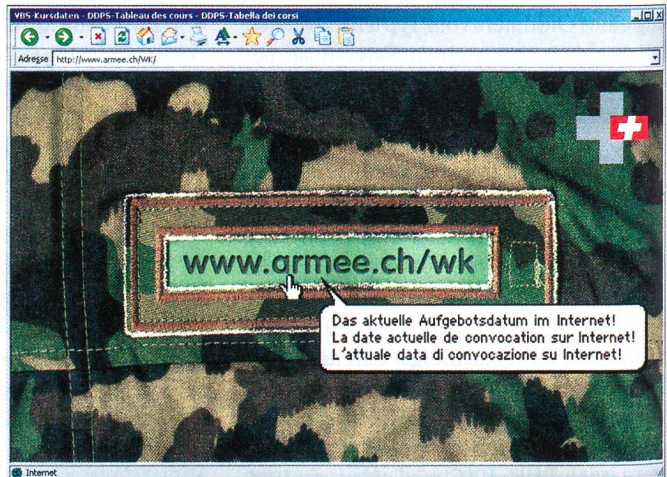 VBS-Kursdaten - DDPS-Tableau des cours - DDPS-Tabella dei corsi
Adresse http://www.armee.ch/WK/
www.armee.ch/wk
Das aktuelle Aufgebotsdatum im Internet!
La date actuelle de convocation sur Internet!
L'attuale data di convocazione su Internet!
Internet